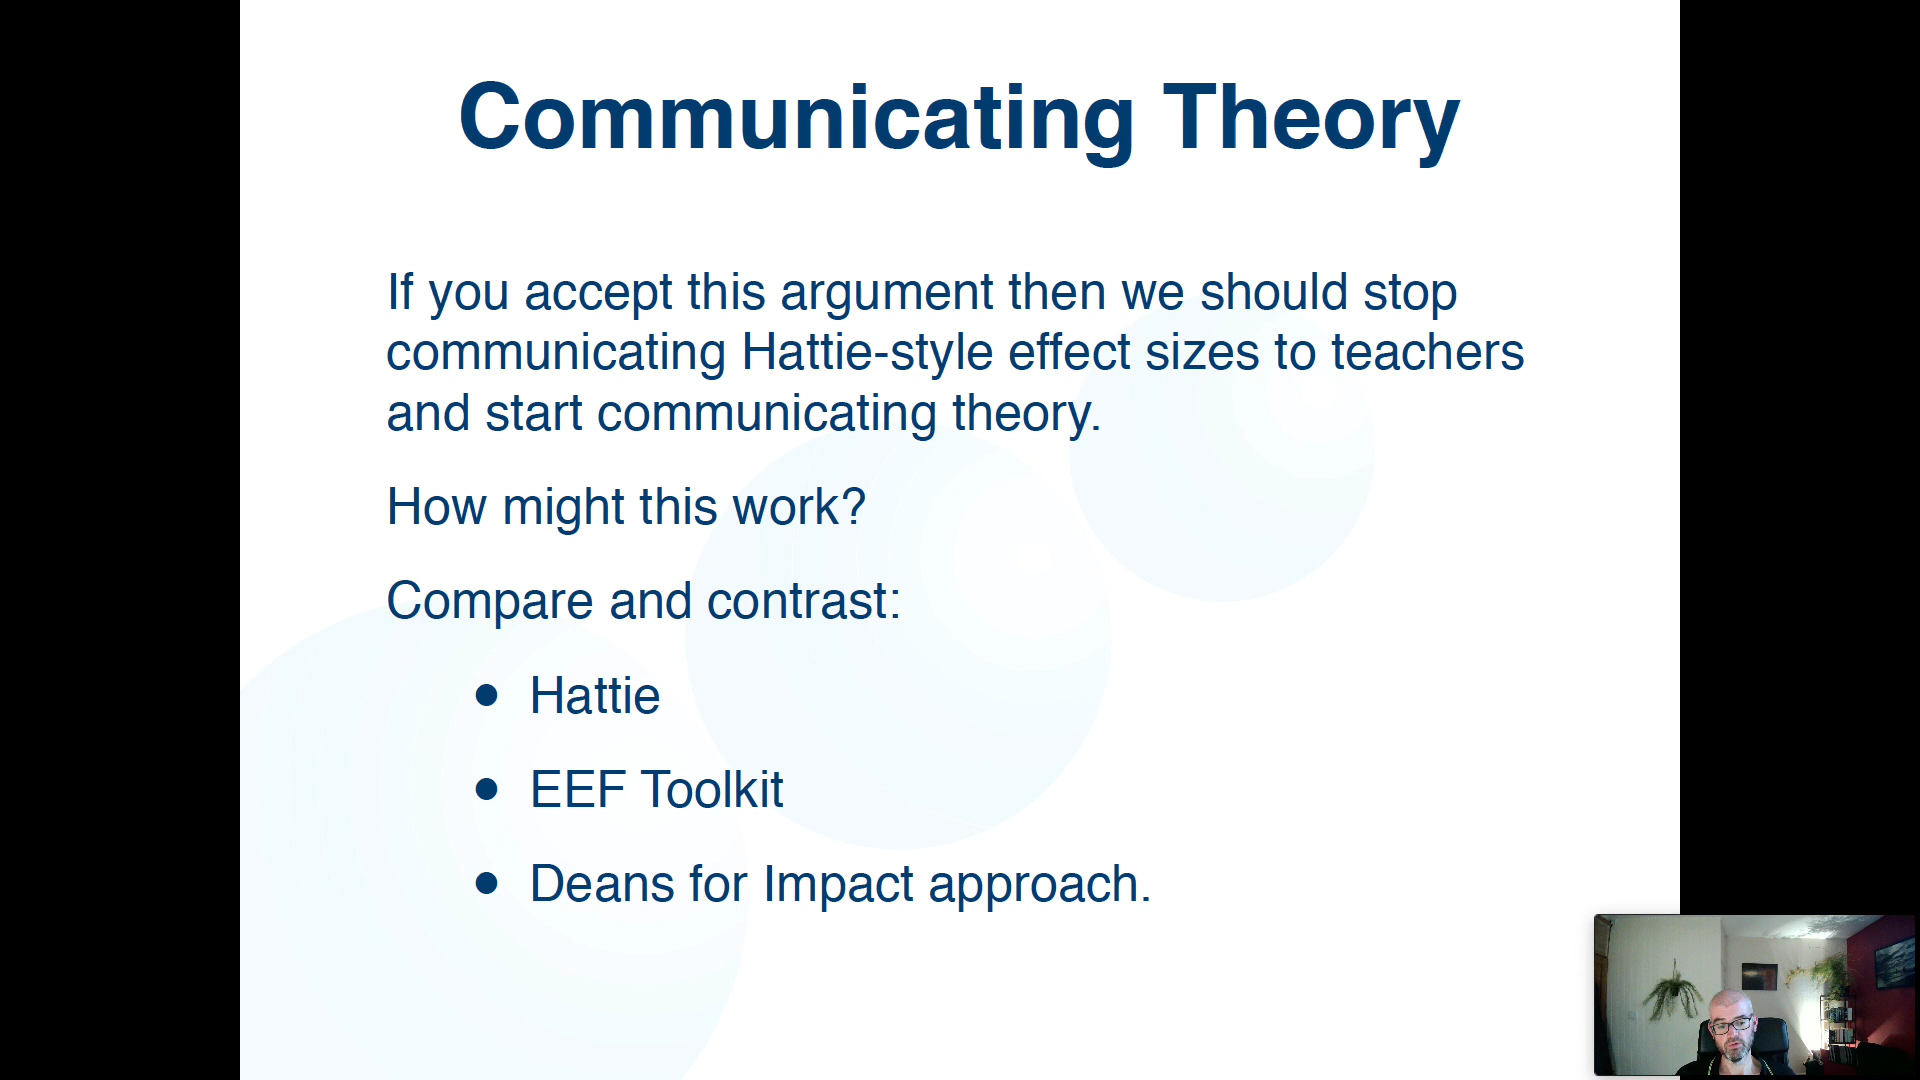 Communicating Theory
If you accept this argument then we should stop
communicating Hattie-style effect sizes to teachers
and start communicating theory.
How might this work?
Compare and contrast:
● Hattie
● EEF Toolkit
● Deans for Impact approach.